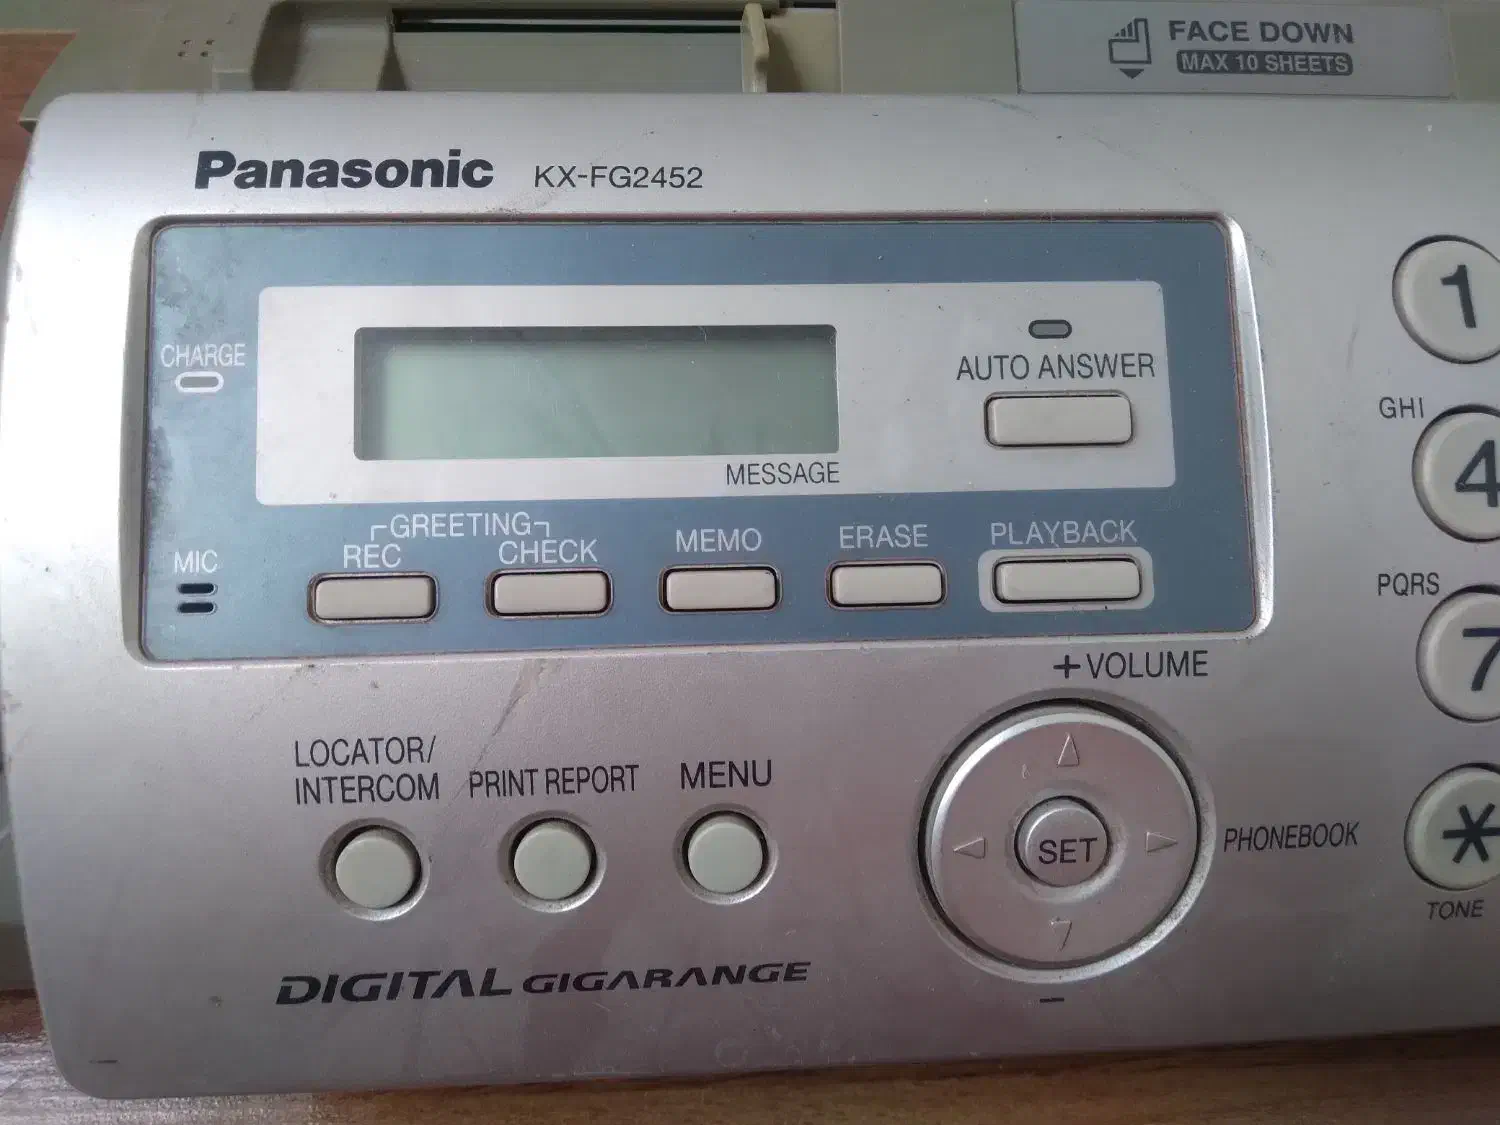 FACE DOWN
MAX 10 SHEETS
Panasonic KX-FG2452
CHARGE
AUTO ANSWER
MESSAGE
MIC
GREETING
REC CHECK MEMO ERASE PLAYBACK
+VOLUME
LOCATOR/
INTERCOM
PRINT REPORT
MENU
SET
PHONEBOOK
−
DIGITAL GIGARANGE
1
GHI
4
PQRS
7
*
TONE